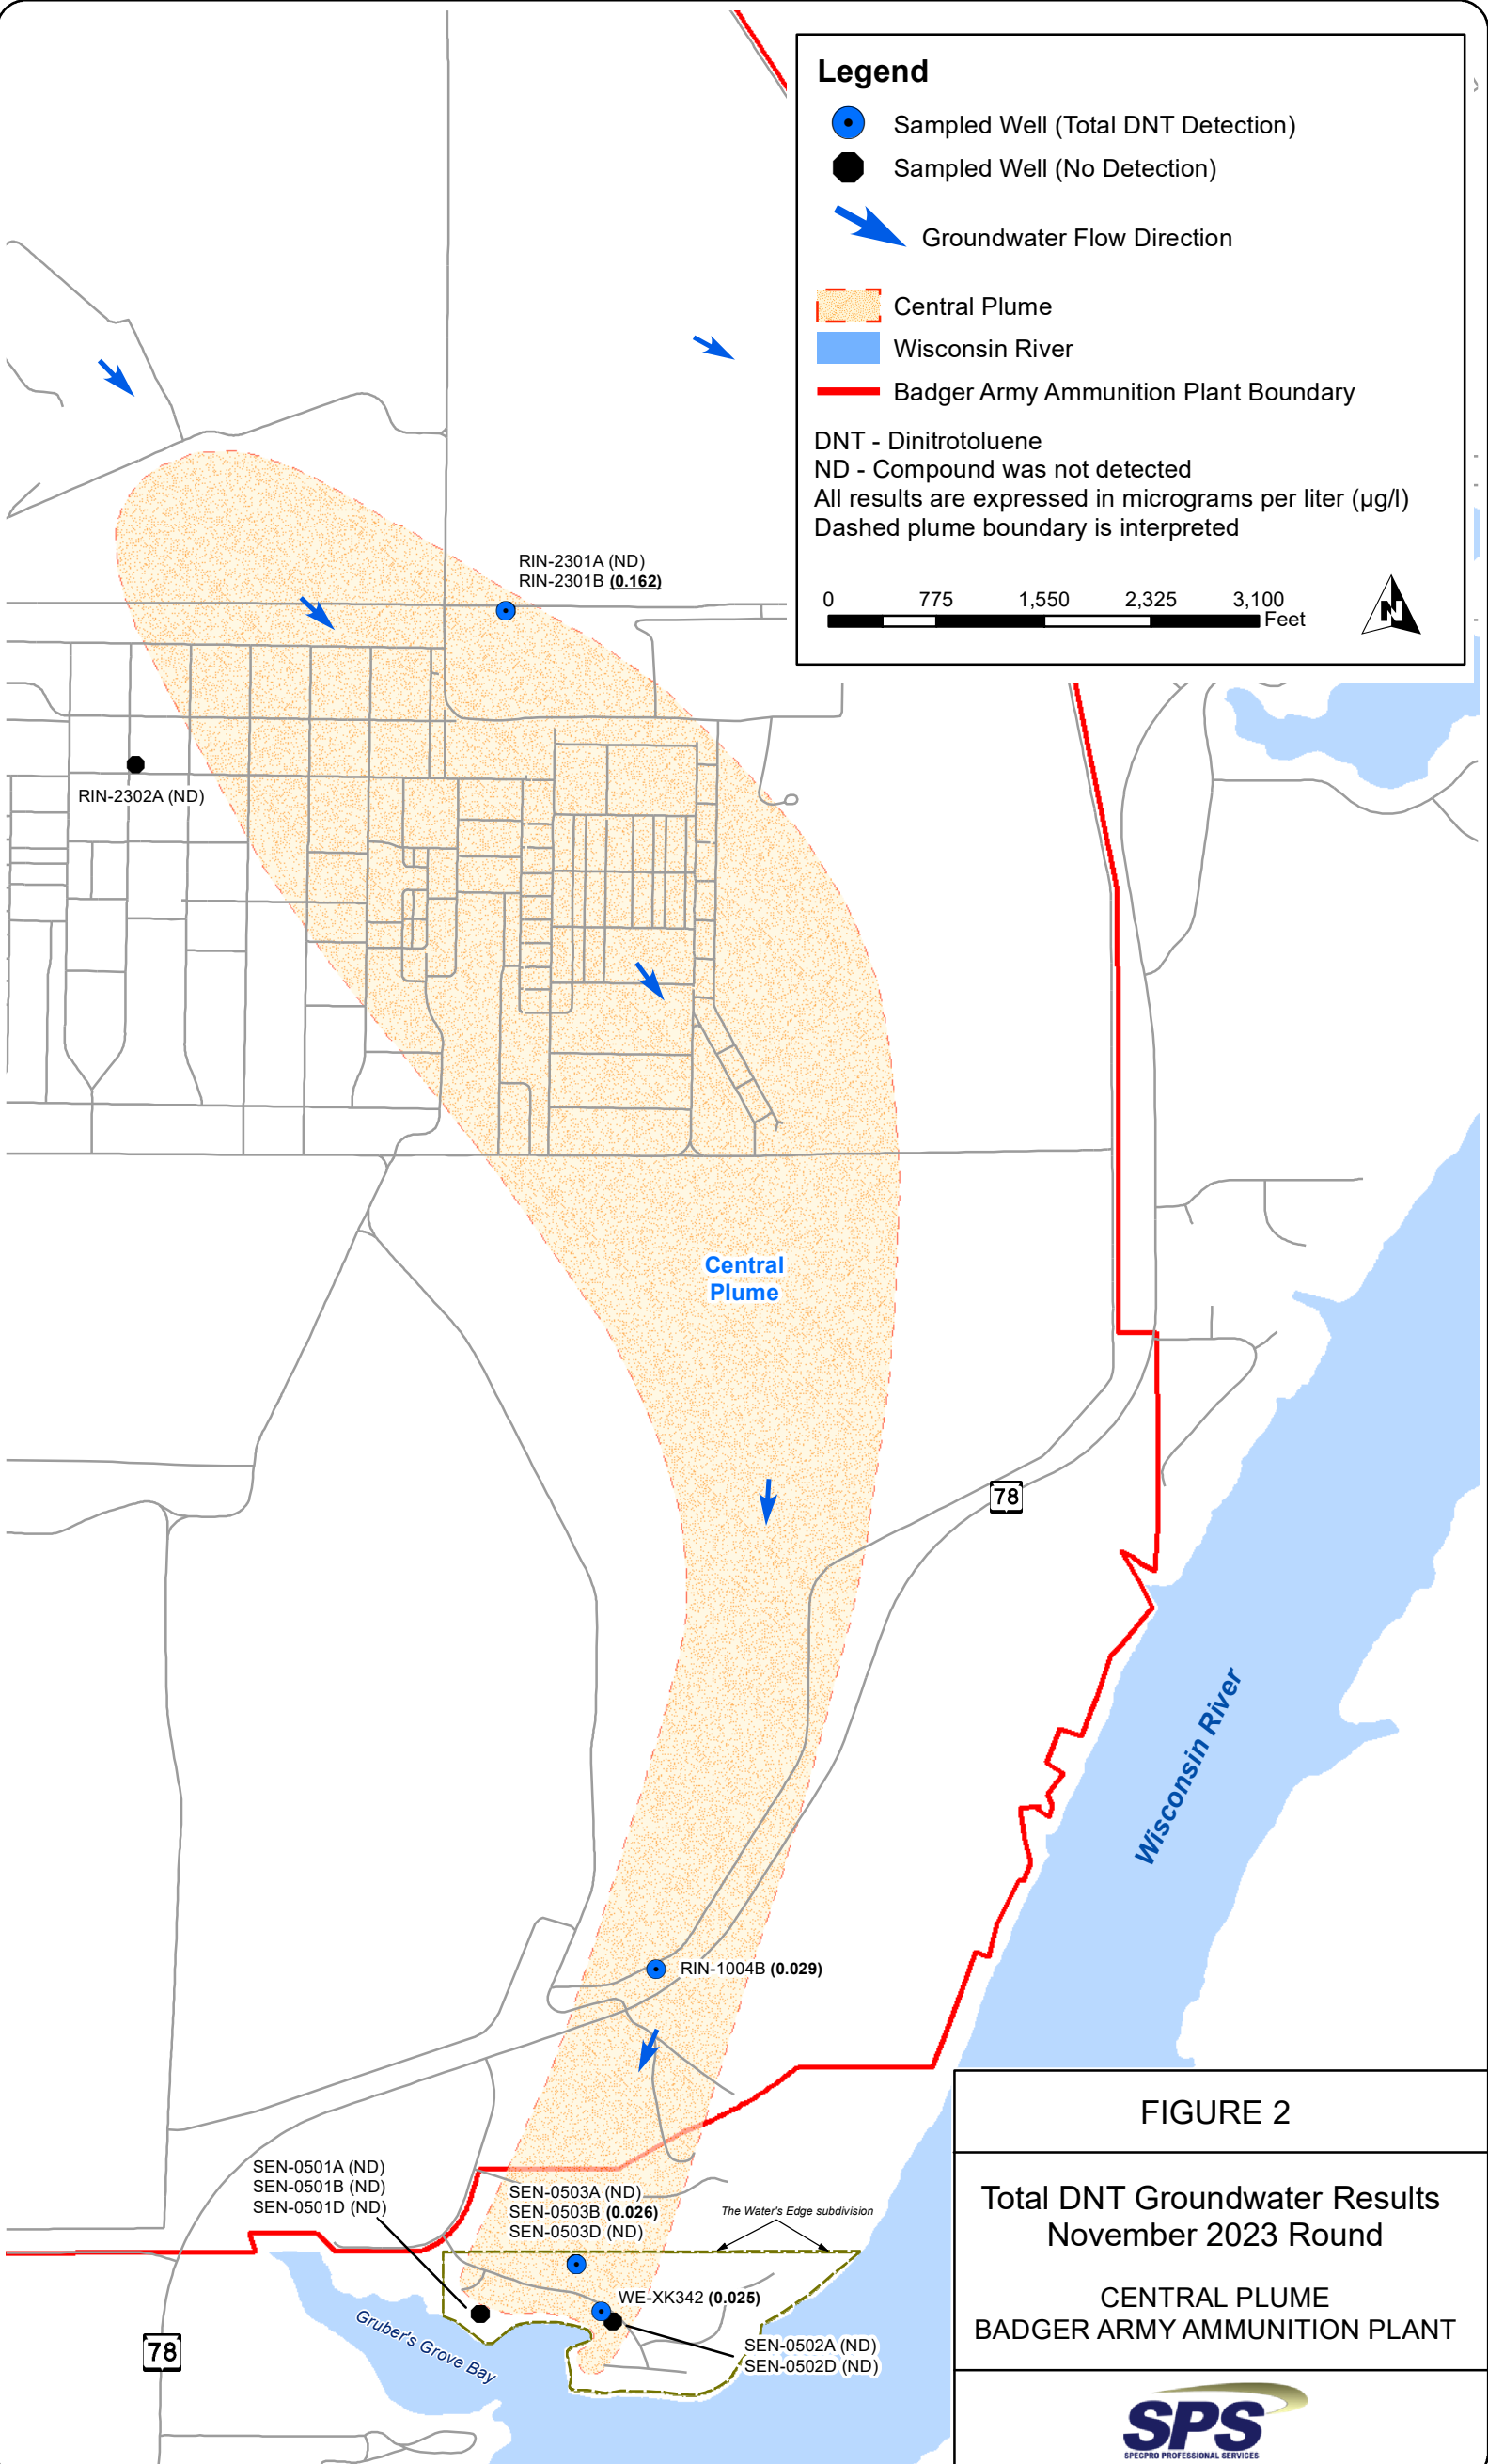 Legend
Sampled Well (Total DNT Detection)
Sampled Well (No Detection)
Groundwater Flow Direction
Central Plume
Wisconsin River
Badger Army Ammunition Plant Boundary
DNT - Dinitrotoluene
ND - Compound was not detected
All results are expressed in micrograms per liter (µg/l)
Dashed plume boundary is interpreted
0 775 1,550 2,325 3,100
Feet
N
RIN-2301A (ND)
RIN-2301B (0.162)
RIN-2302A (ND)
Central
Plume
78
Wisconsin River
RIN-1004B (0.029)
SEN-0501A (ND)
SEN-0501B (ND)
SEN-0501D (ND)
SEN-0503A (ND)
SEN-0503B (0.026)
SEN-0503D (ND)
The Water's Edge subdivision
WE-XK342 (0.025)
SEN-0502A (ND)
SEN-0502D (ND)
Gruber's Grove Bay
78
FIGURE 2
Total DNT Groundwater Results
November 2023 Round
CENTRAL PLUME
BADGER ARMY AMMUNITION PLANT
SPS
SPECPRO PROFESSIONAL SERVICES